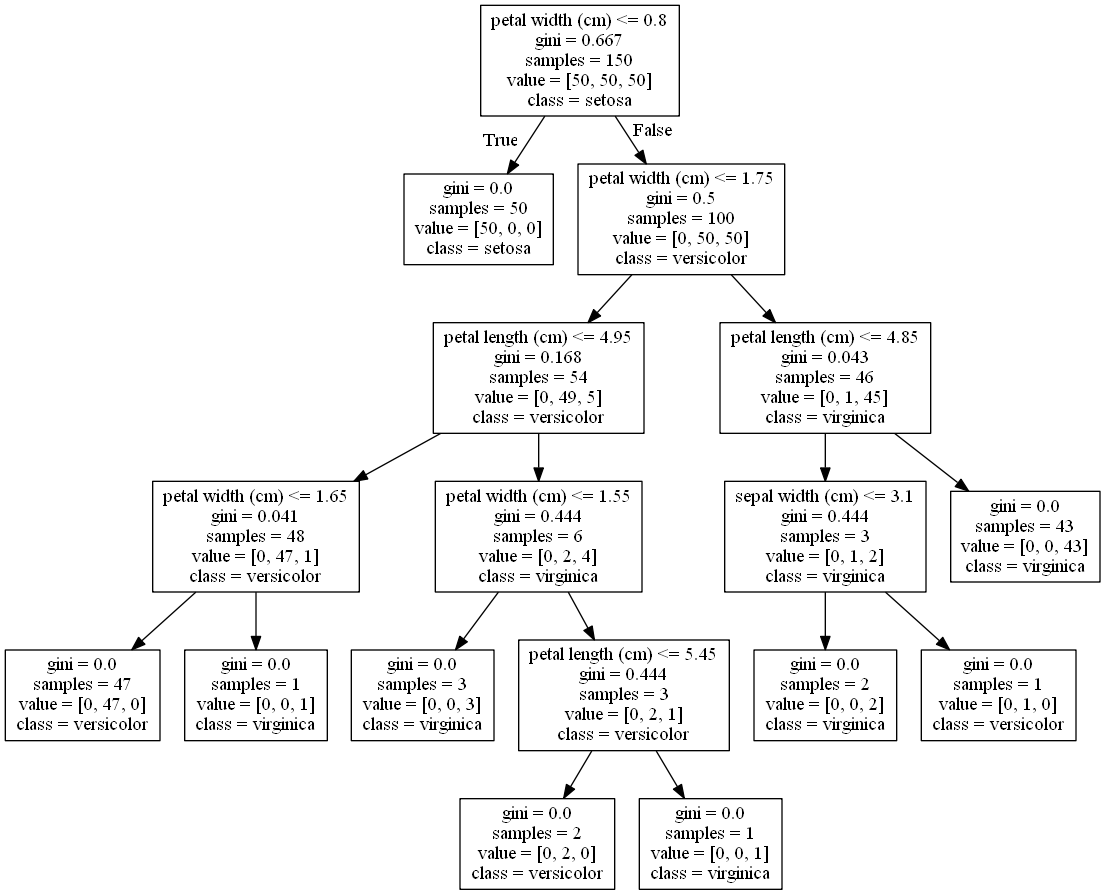 petal width (cm) <= 0.8
gini = 0.667
samples = 150
value = [50, 50, 50]
class = setosa
True
False
gini = 0.0
samples = 50
value = [50, 0, 0]
class = setosa
petal width (cm) <= 1.75
gini = 0.5
samples = 100
value = [0, 50, 50]
class = versicolor
petal length (cm) <= 4.95
gini = 0.168
samples = 54
value = [0, 49, 5]
class = versicolor
petal length (cm) <= 4.85
gini = 0.043
samples = 46
value = [0, 1, 45]
class = virginica
petal width (cm) <= 1.65
gini = 0.041
samples = 48
value = [0, 47, 1]
class = versicolor
petal width (cm) <= 1.55
gini = 0.444
samples = 6
value = [0, 2, 4]
class = virginica
sepal width (cm) <= 3.1
gini = 0.444
samples = 3
value = [0, 1, 2]
class = virginica
gini = 0.0
samples = 43
value = [0, 0, 43]
class = virginica
gini = 0.0
samples = 47
value = [0, 47, 0]
class = versicolor
gini = 0.0
samples = 1
value = [0, 0, 1]
class = virginica
gini = 0.0
samples = 3
value = [0, 0, 3]
class = virginica
petal length (cm) <= 5.45
gini = 0.444
samples = 3
value = [0, 2, 1]
class = versicolor
gini = 0.0
samples = 2
value = [0, 0, 2]
class = virginica
gini = 0.0
samples = 1
value = [0, 1, 0]
class = versicolor
gini = 0.0
samples = 2
value = [0, 2, 0]
class = versicolor
gini = 0.0
samples = 1
value = [0, 0, 1]
class = virginica